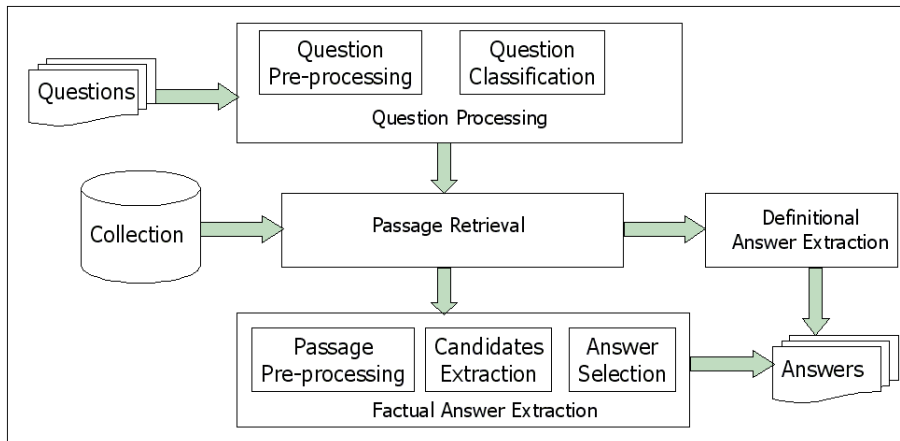 Questions
Question
Pre-processing
Question
Classification
Question Processing
Collection
Passage Retrieval
Definitional
Answer Extraction
Passage
Pre-processing
Candidates
Extraction
Answer
Selection
Factual Answer Extraction
Answers